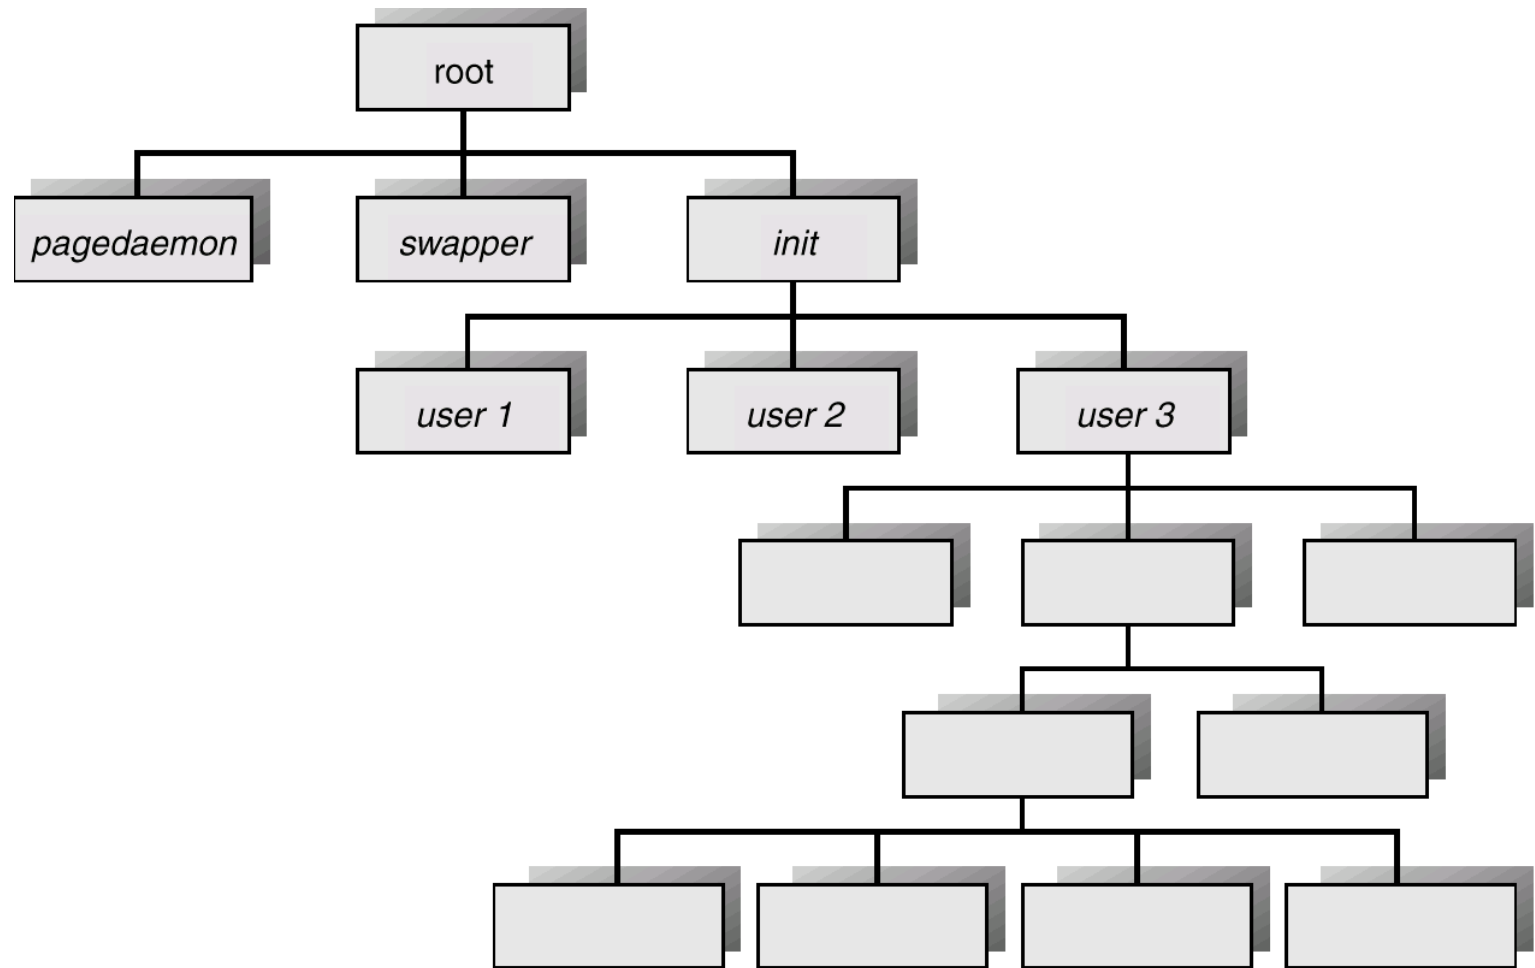 root
pagedaemon
swapper
init
user 1
user 2
user 3